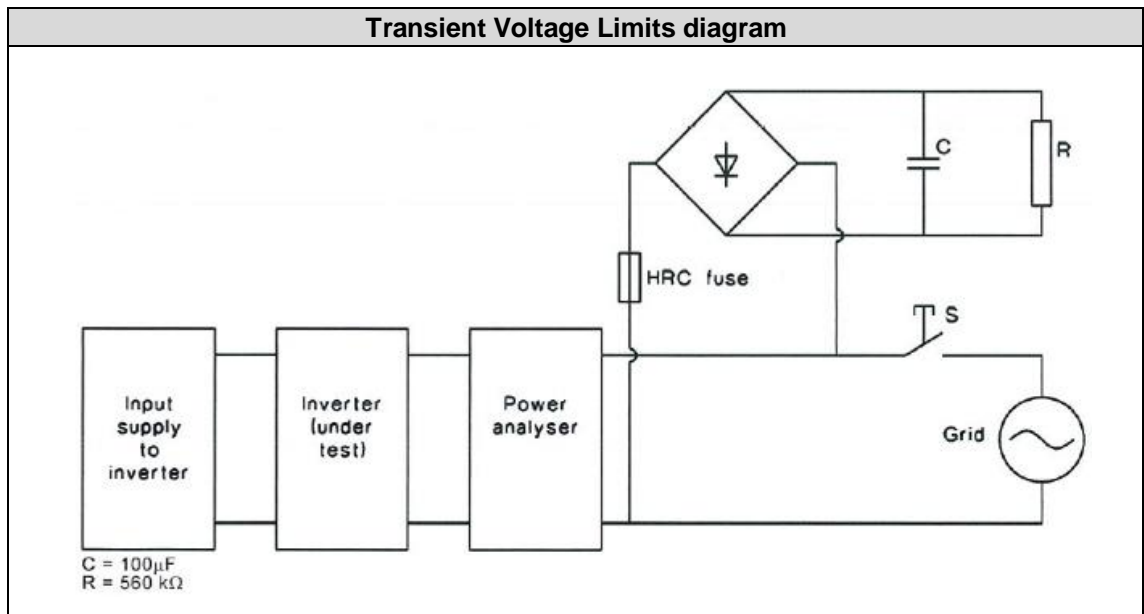 Transient Voltage Limits diagram
C
R
HRC fuse
S
Input
supply
to
inverter
Inverter
(under
test)
Power
analyser
Grid
C = 100µF
R = 560 kΩ